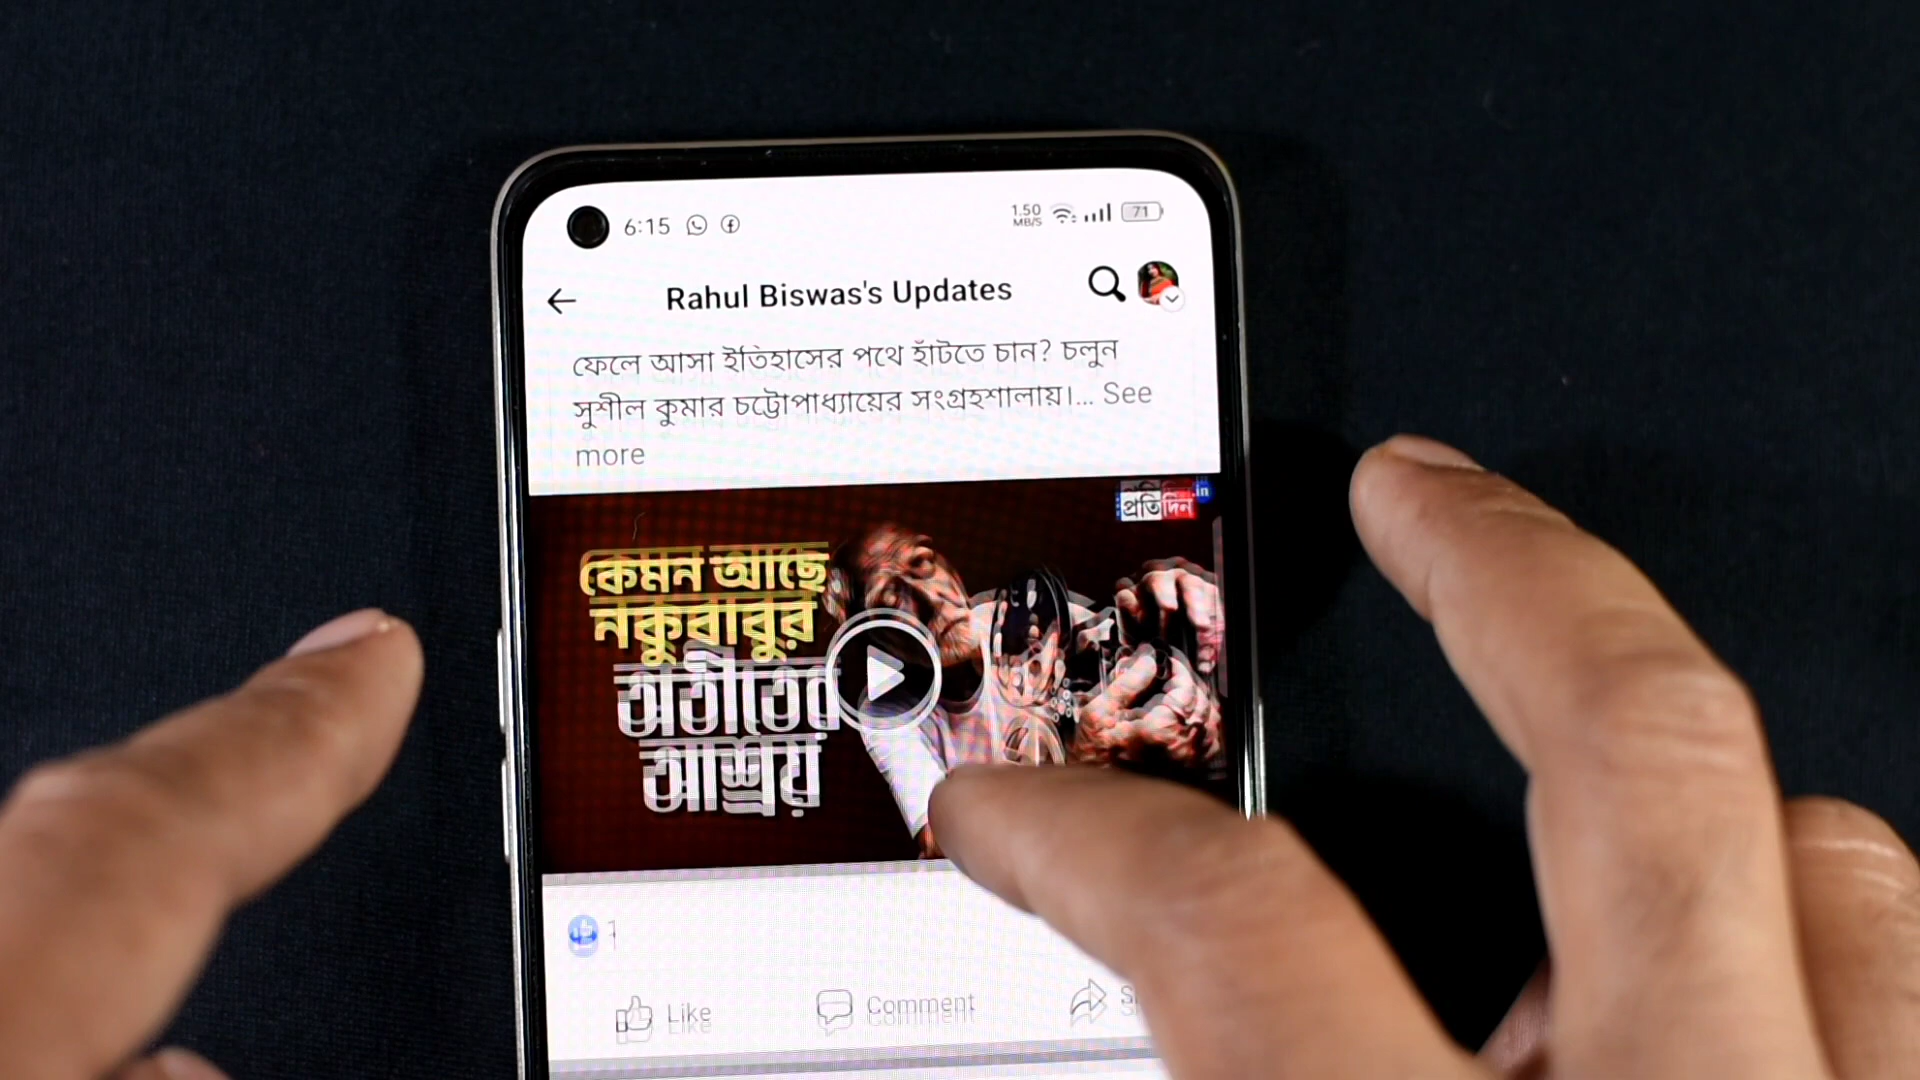 6:15
1.50
MB/S
71
Rahul Biswas's Updates
ফেলে আসা ইতিহাসের পথে হাঁটতে চান? চলুন
সুশীল কুমার চট্টোপাধ্যায়ের সংগ্রহশালায়।... See
more
প্রতিদিন
.in
কেমন আছে
নকুবাবুর
অতীতের
আশ্রয়
1
Like
Comment